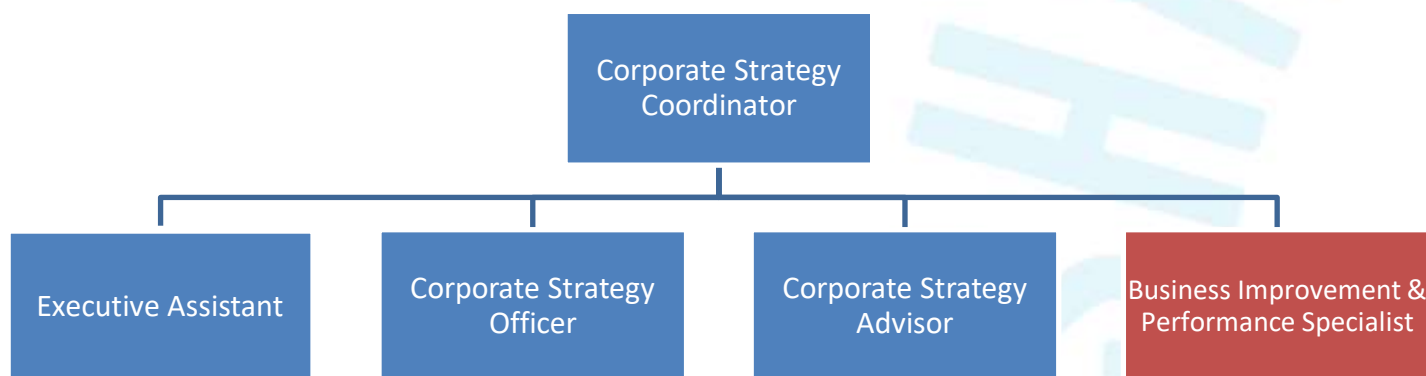 Corporate Strategy
Coordinator
Executive Assistant
Corporate Strategy
Officer
Corporate Strategy
Advisor
Business Improvement &
Performance Specialist